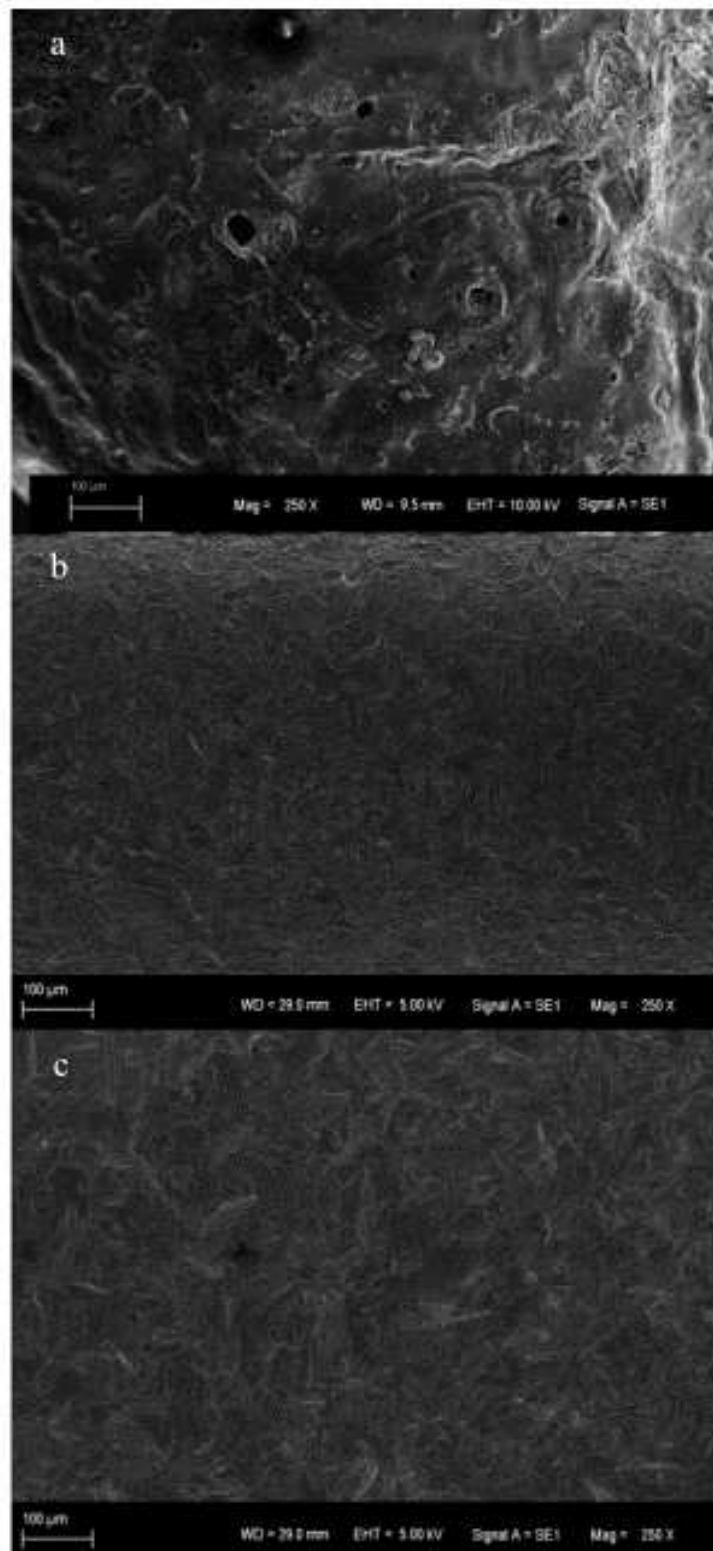 a
100 µm Mag = 250 X WD = 9.5 mm EHT = 10.00 kV Signal A = SE1
b
100 µm WD = 29.0 mm EHT = 5.00 kV Signal A = SE1 Mag = 250 X
c
100 µm WD = 29.0 mm EHT = 5.00 kV Signal A = SE1 Mag = 250 X